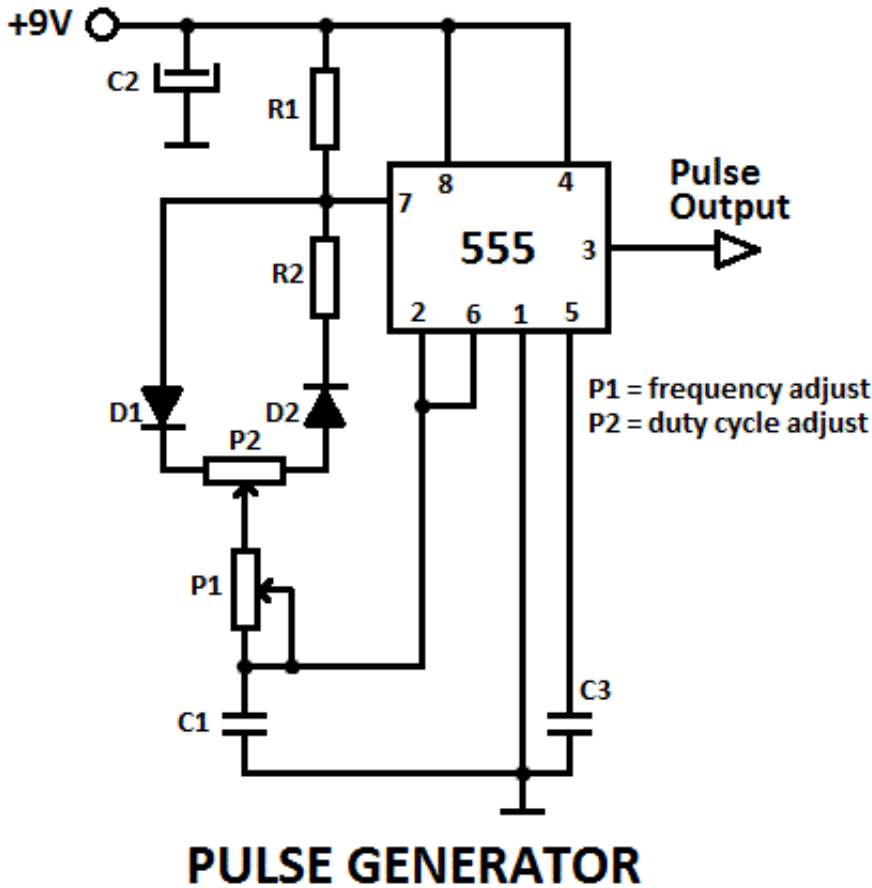 +9V
C2
R1
7
8
4
Pulse
Output
555
3
R2
2
6
1
5
P1 = frequency adjust
P2 = duty cycle adjust
D1
D2
P2
P1
C1
C3
PULSE GENERATOR